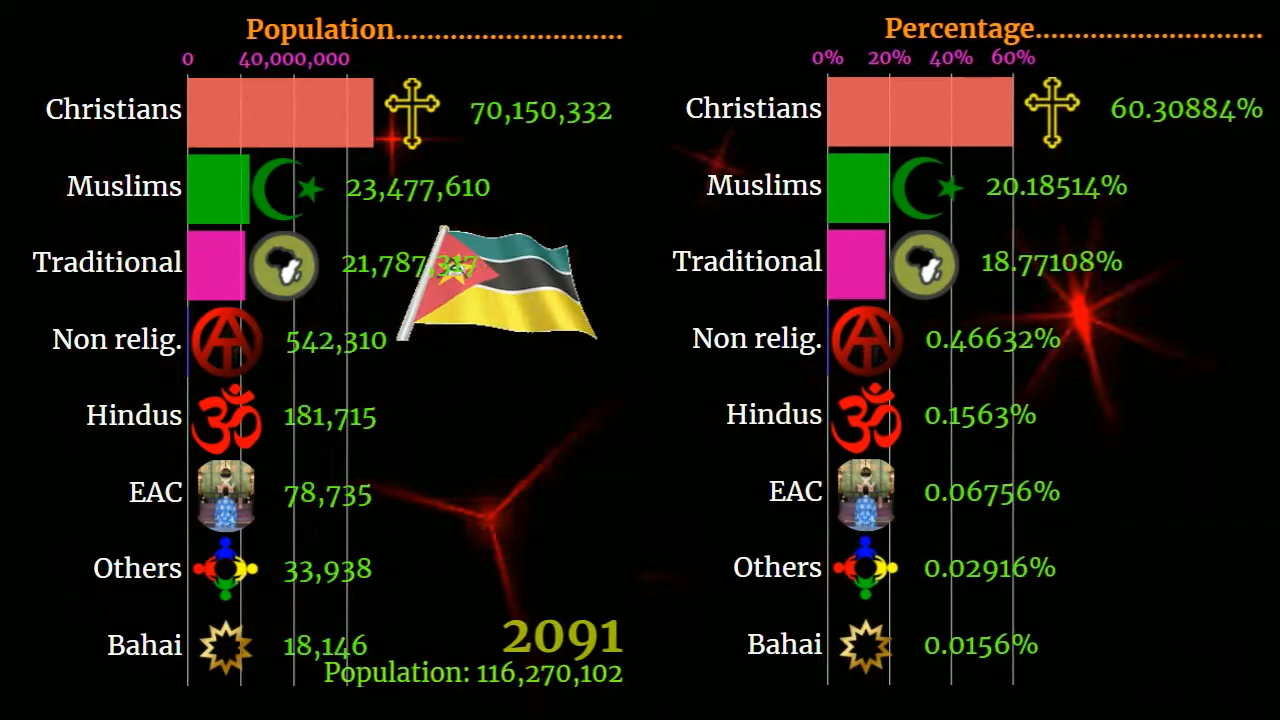 Population.............................
0 40,000,000
Christians 70,150,332
Muslims 23,477,610
Traditional 21,787,317
Non relig. 542,310
Hindus 181,715
EAC 78,735
Others 33,938
Bahai 18,146
2091
Population: 116,270,102
Percentage.............................
0% 20% 40% 60%
Christians 60.30884%
Muslims 20.18514%
Traditional 18.77108%
Non relig. 0.46632%
Hindus 0.1563%
EAC 0.06756%
Others 0.02916%
Bahai 0.0156%